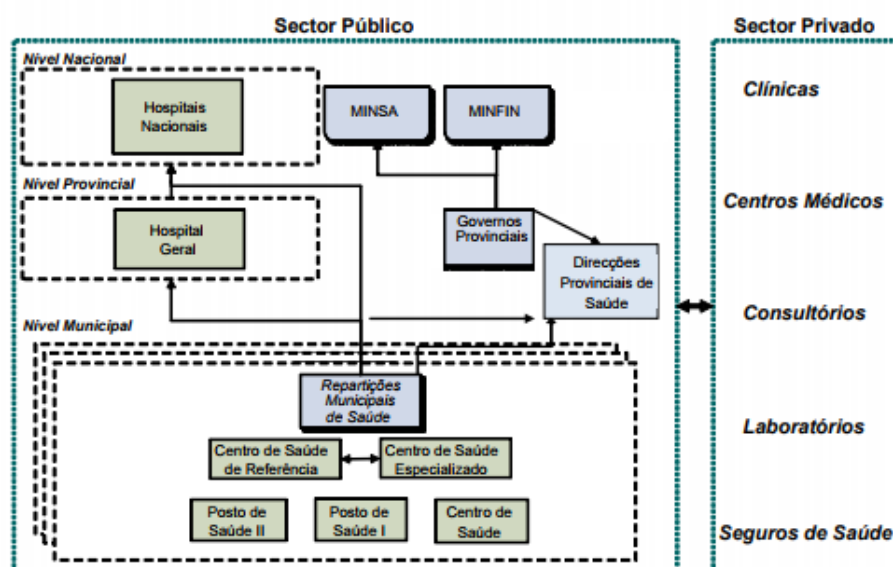 Sector Público
Sector Privado
Nível Nacional
Hospitais
Nacionais
MINSA
MINFIN
Clínicas
Nível Provincial
Hospital
Geral
Governos
Provinciais
Direcções
Provinciais de
Saúde
Centros Médicos
Consultórios
Nível Municipal
Repartições
Municipais
de Saúde
Centro de Saúde
de Referência
Centro de Saúde
Especializado
Laboratórios
Posto de
Saúde II
Posto de
Saúde I
Centro de
Saúde
Seguros de Saúde